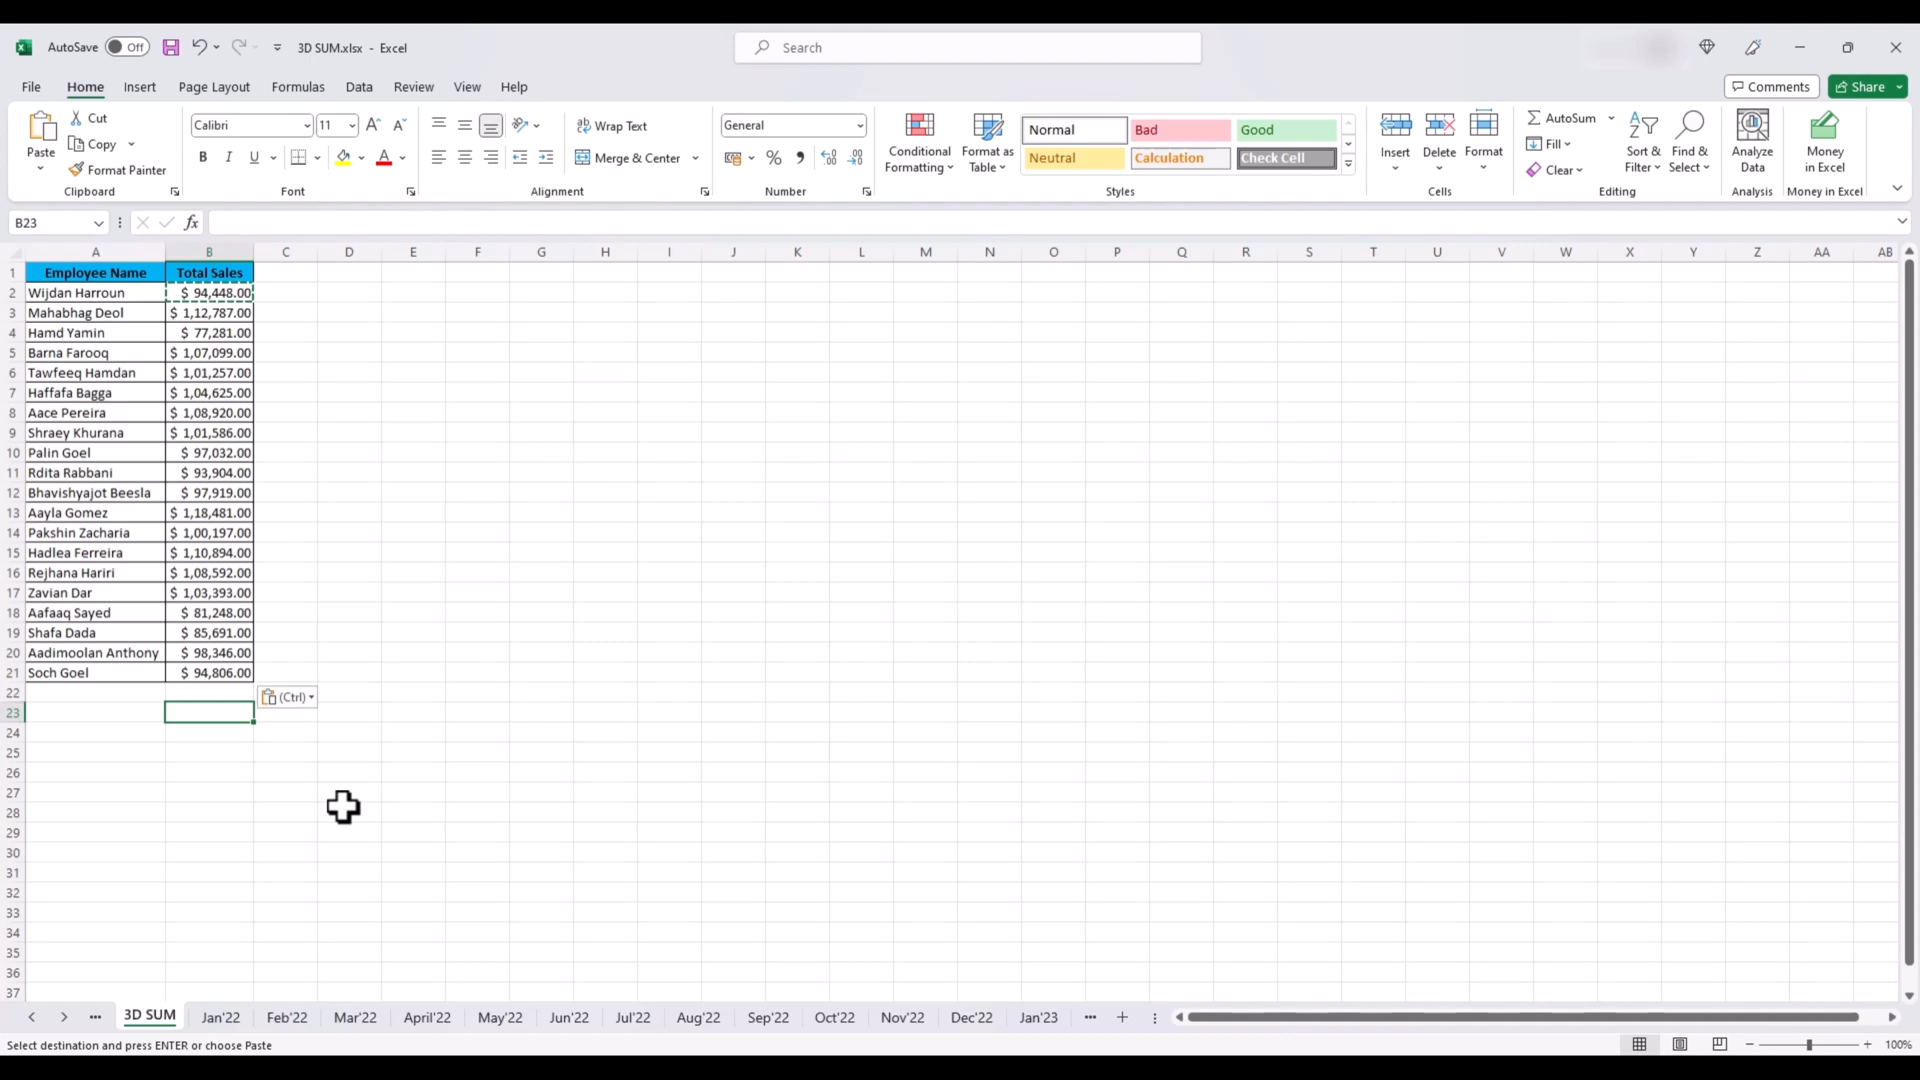 AutoSave Off 3D SUM.xlsx - Excel Search
File Home Insert Page Layout Formulas Data Review View Help Comments Share
Paste Cut Copy Format Painter Clipboard
Calibri 11 B I U Font
Wrap Text Merge & Center Alignment
General % Number
Conditional Formatting Format as Table
Normal Bad Good
Neutral Calculation Check Cell
Styles
Insert Delete Format Cells
AutoSum Fill Clear Sort & Filter Find & Select Editing
Analyze Data Analysis
Money in Excel Money in Excel
B23 fx
A B C D E F G H I J K L M N O P Q R S T U V W X Y Z AA AB
1 Employee Name Total Sales
2 Wijdan Harroun $ 94,448.00
3 Mahabhag Deol $ 1,12,787.00
4 Hamd Yamin $ 77,281.00
5 Barna Farooq $ 1,07,099.00
6 Tawfeeq Hamdan $ 1,01,257.00
7 Haffafa Bagga $ 1,04,625.00
8 Aace Pereira $ 1,08,920.00
9 Shraey Khurana $ 1,01,586.00
10 Palin Goel $ 97,032.00
11 Rdita Rabbani $ 93,904.00
12 Bhavishyajot Beesla $ 97,919.00
13 Aayla Gomez $ 1,18,481.00
14 Pakshin Zacharia $ 1,00,197.00
15 Hadlea Ferreira $ 1,10,894.00
16 Rejhana Hariri $ 1,08,592.00
17 Zavian Dar $ 1,03,393.00
18 Aafaaq Sayed $ 81,248.00
19 Shafa Dada $ 85,691.00
20 Aadimoolan Anthony $ 98,346.00
21 Soch Goel $ 94,806.00
22 (Ctrl)
23
24
25
26
27
28
29
30
31
32
33
34
35
36
37
3D SUM Jan'22 Feb'22 Mar'22 April'22 May'22 Jun'22 Jul'22 Aug'22 Sep'22 Oct'22 Nov'22 Dec'22 Jan'23
Select destination and press ENTER or choose Paste 100%